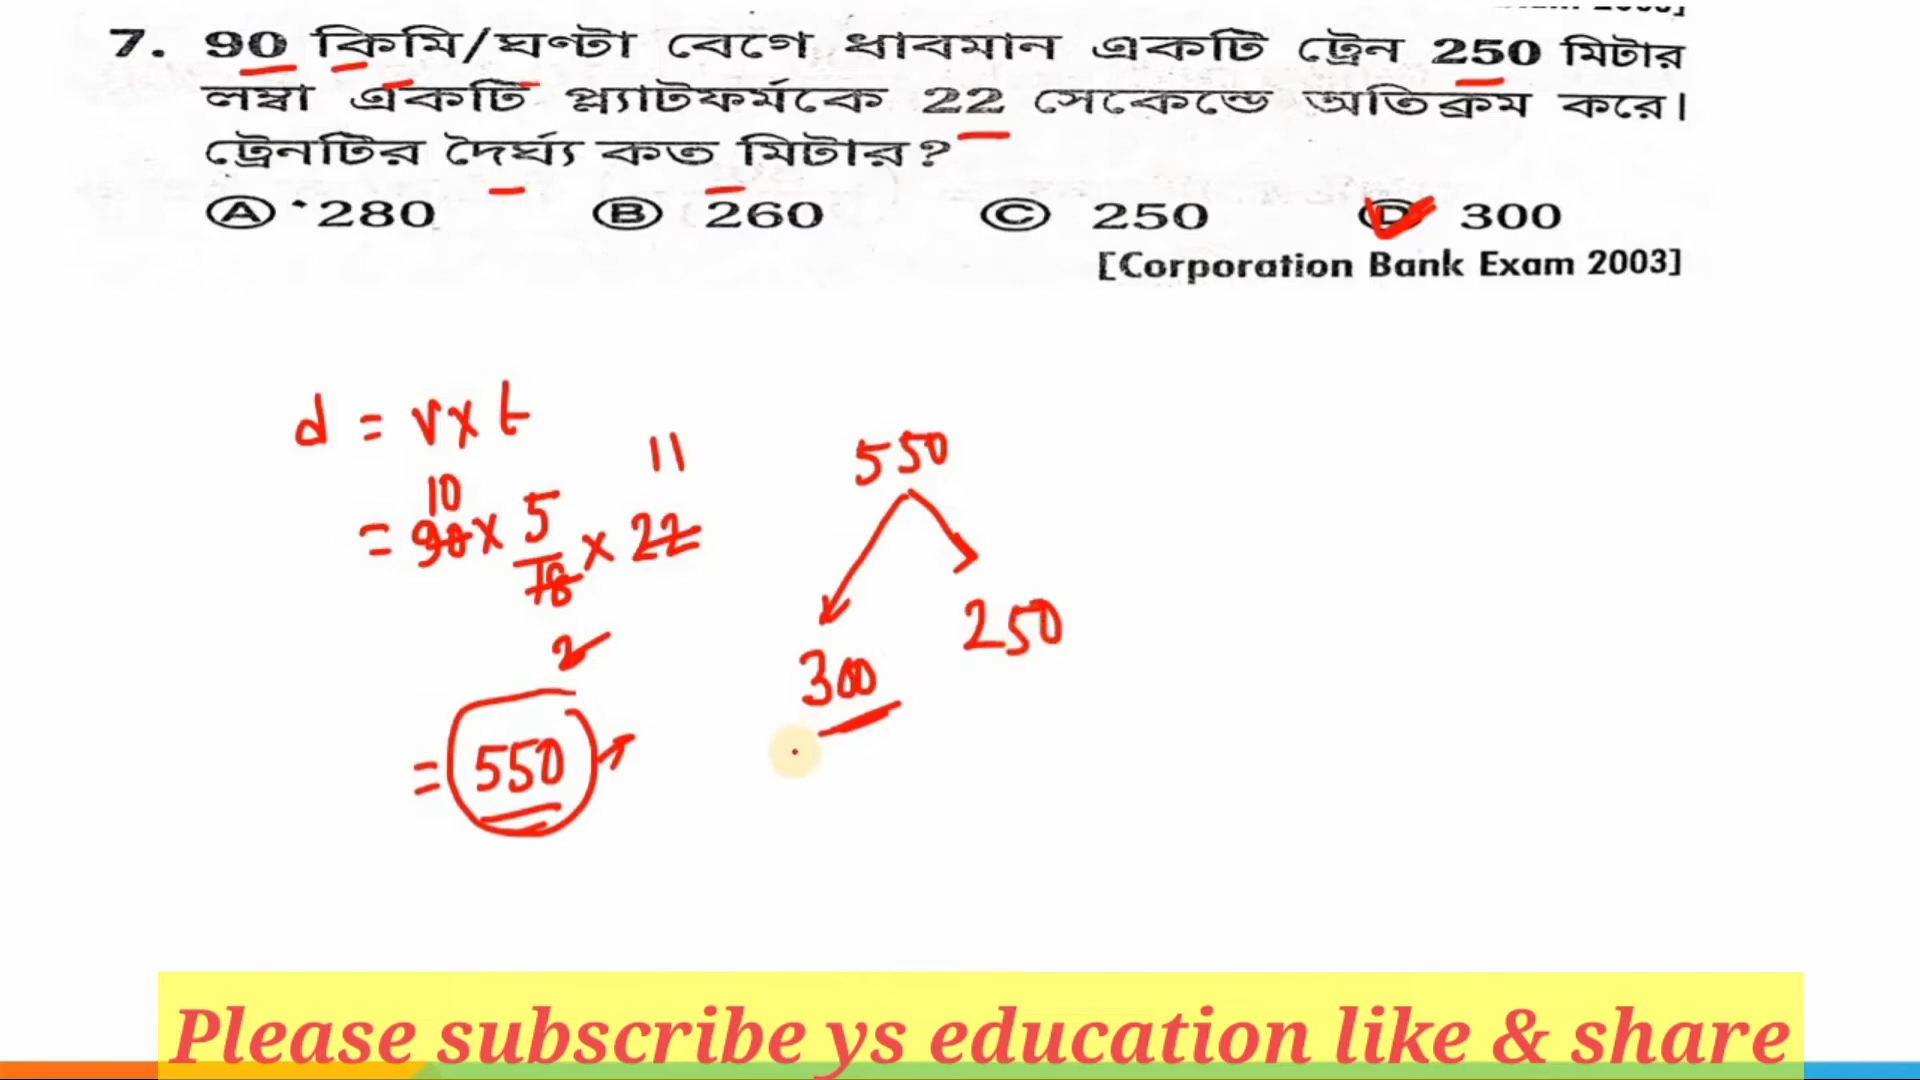 7. 90 কিমি/ঘণ্টা বেগে ধাবমান একটি ট্রেন 250 মিটার
লম্বা একটি প্ল্যাটফর্মকে 22 সেকেন্ডে অতিক্রম করে।
ট্রেনটির দৈর্ঘ্য কত মিটার?
(A) 280 (B) 260 (C) 250 (D) 300
[Corporation Bank Exam 2003]
d = v x t
= 90 x 5/18 x 22
10 11
2
= 550
550
300 250
Please subscribe ys education like & share